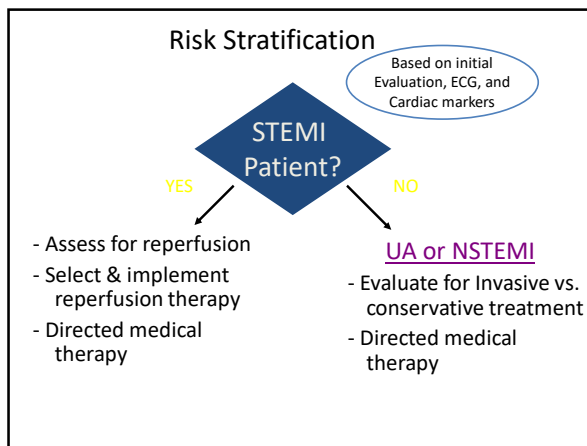 Risk Stratification
Based on initial
Evaluation, ECG, and
Cardiac markers
STEMI
Patient?
YES
NO
- Assess for reperfusion
- Select & implement
reperfusion therapy
- Directed medical
therapy
UA or NSTEMI
- Evaluate for Invasive vs.
conservative treatment
- Directed medical
therapy